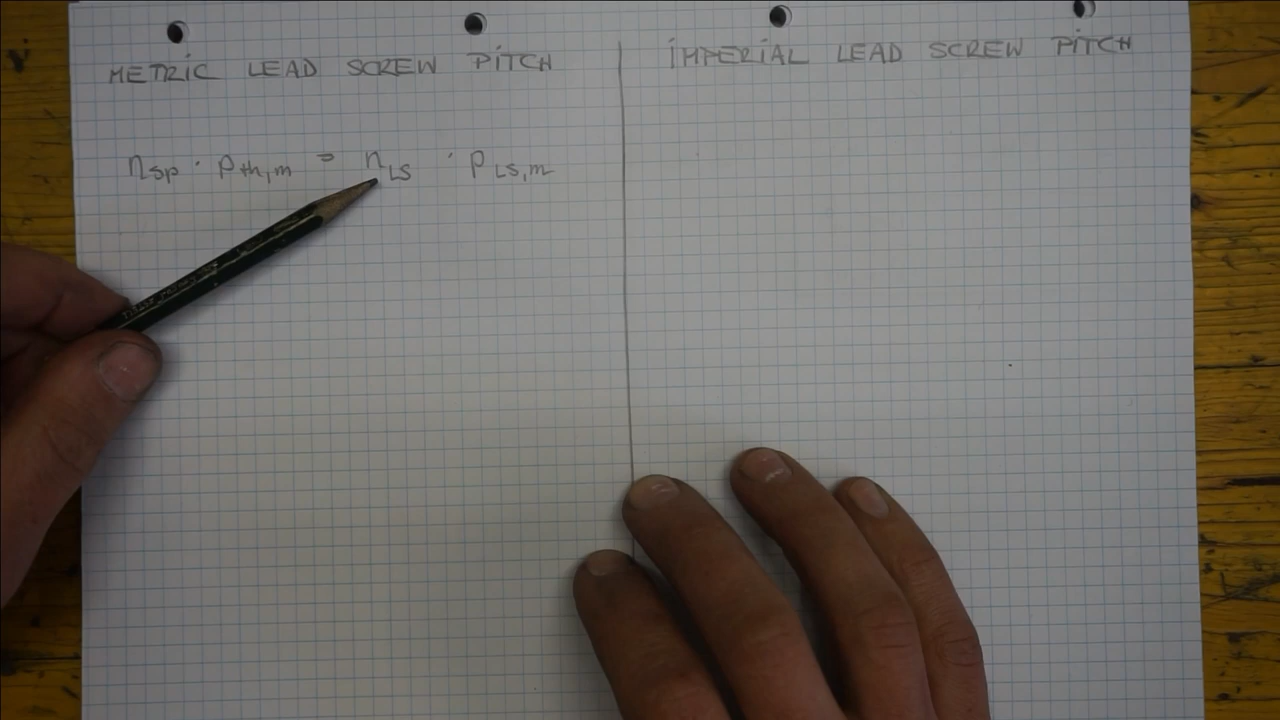 METRIC LEAD SCREW PITCH
n_sp · p_th,m = n_LS · p_LS,m
IMPERIAL LEAD SCREW PITCH